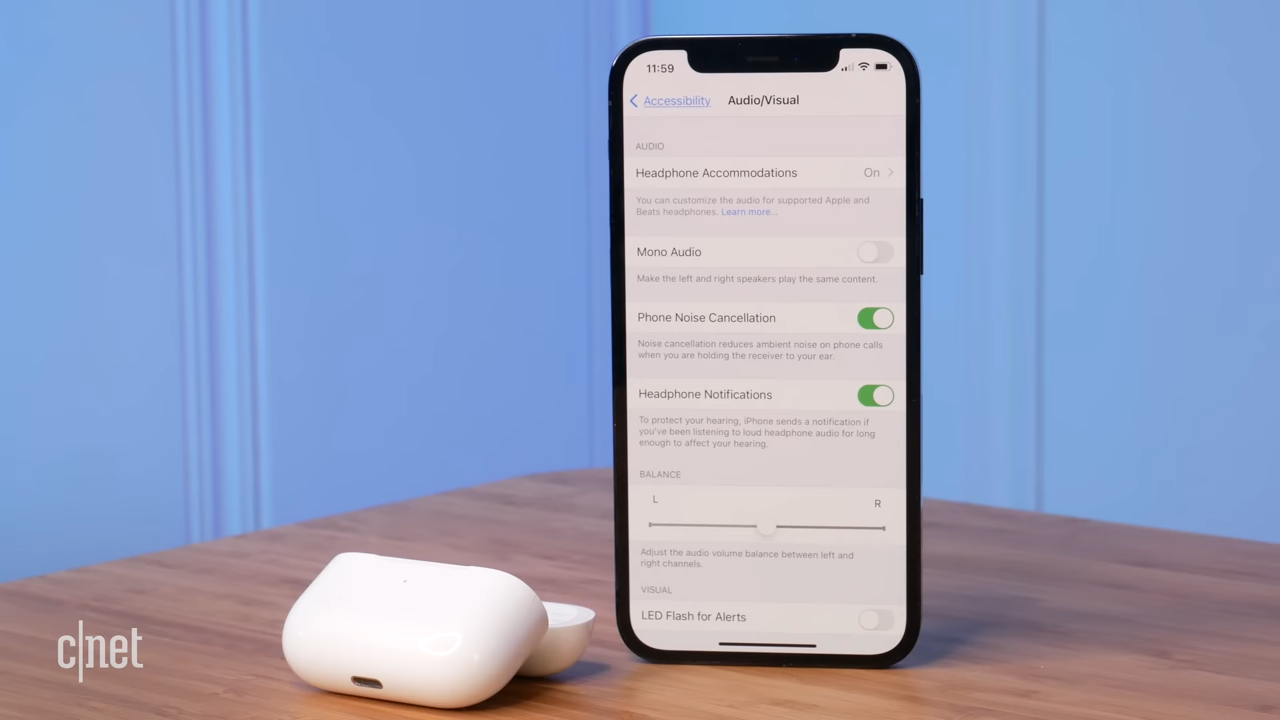 11:59
Accessibility Audio/Visual
AUDIO
Headphone Accommodations On
You can customize the audio for supported Apple and
Beats headphones. Learn more...
Mono Audio
Make the left and right speakers play the same content.
Phone Noise Cancellation
Noise cancellation reduces ambient noise on phone calls
when you are holding the receiver to your ear.
Headphone Notifications
To protect your hearing, iPhone sends a notification if
you've been listening to loud headphone audio for long
enough to affect your hearing.
BALANCE
L R
Adjust the audio volume balance between left and
right channels.
VISUAL
LED Flash for Alerts
c|net